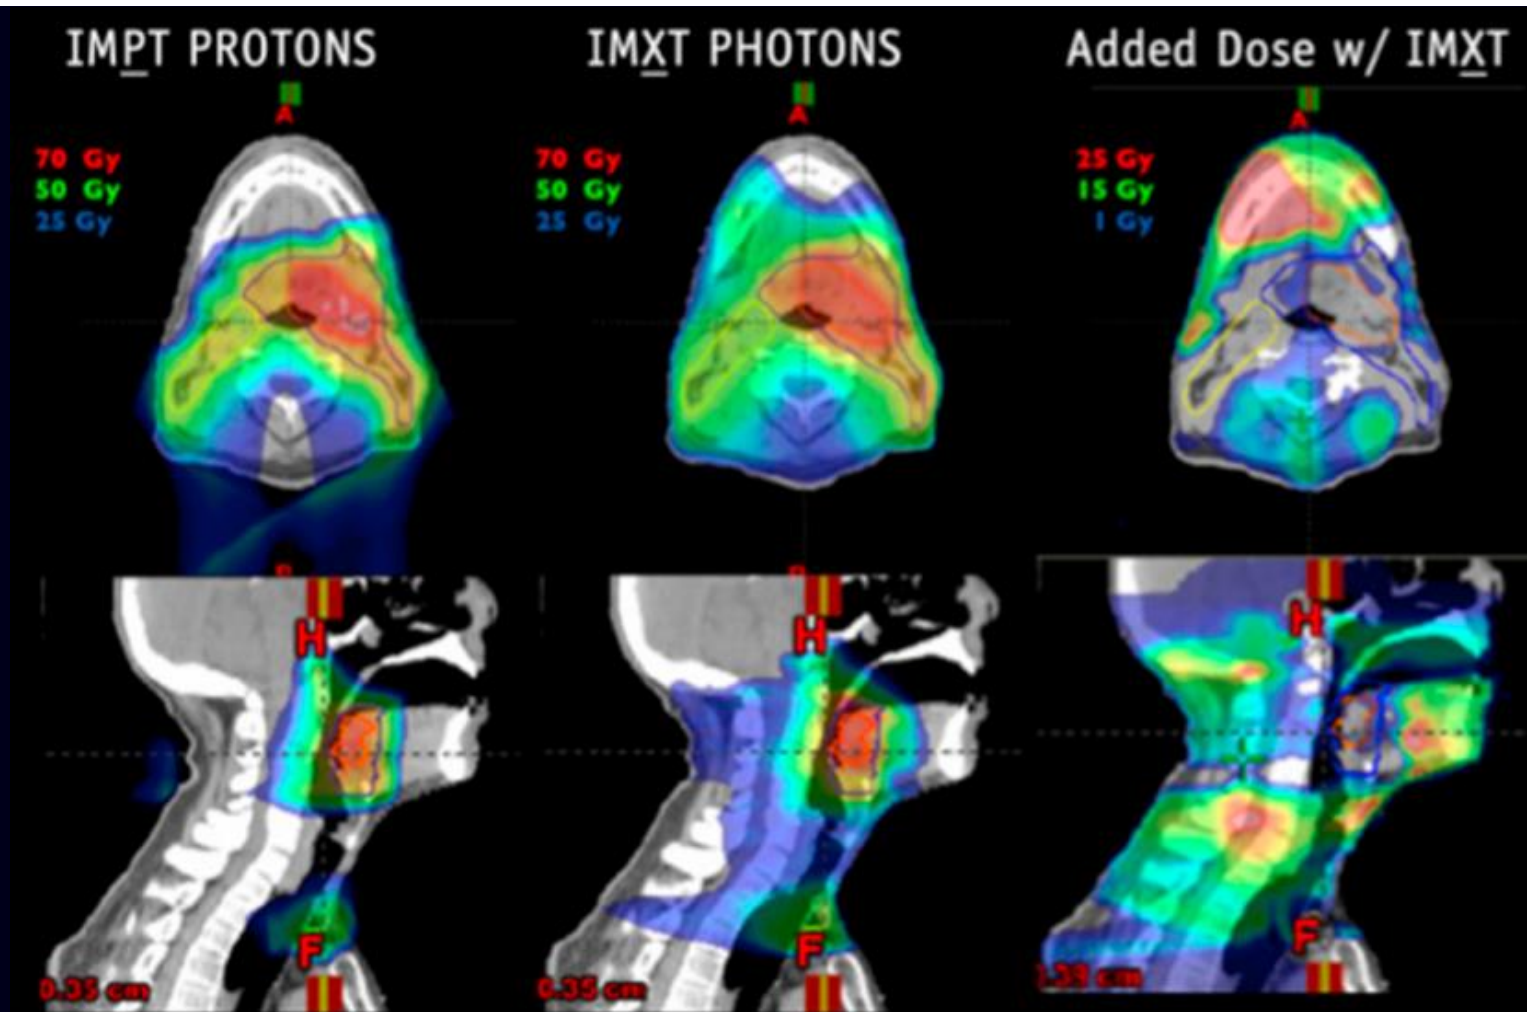 IMPT PROTONS
IMXT PHOTONS
Added Dose w/ IMXT
A
A
A
70 Gy
50 Gy
25 Gy
70 Gy
50 Gy
25 Gy
25 Gy
15 Gy
1 Gy
H
H
H
F
F
F
0.35 cm
0.35 cm